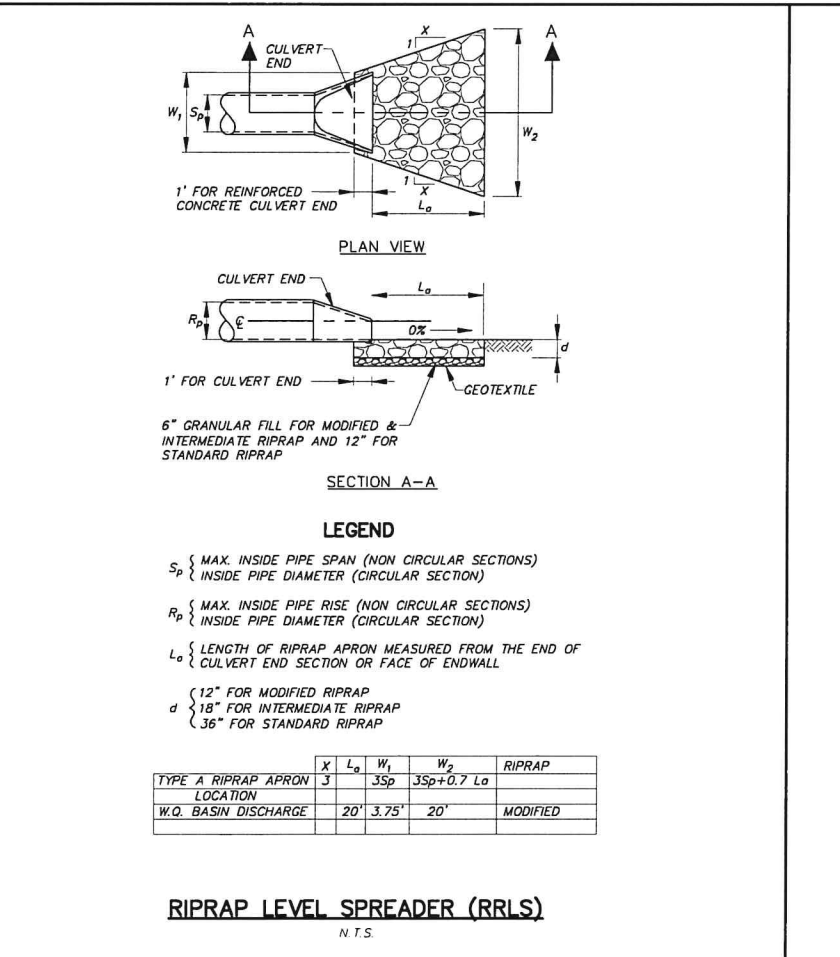 A
X
1
A
CULVERT
END
W₁
Sₚ
W₂
1' FOR REINFORCED
CONCRETE CULVERT END
1
X
Lₐ
PLAN VIEW
CULVERT END
Lₐ
Rₚ
℄
0%
d
1' FOR CULVERT END
GEOTEXTILE
6" GRANULAR FILL FOR MODIFIED &
INTERMEDIATE RIPRAP AND 12" FOR
STANDARD RIPRAP
SECTION A-A
LEGEND
Sₚ { MAX. INSIDE PIPE SPAN (NON CIRCULAR SECTIONS)
INSIDE PIPE DIAMETER (CIRCULAR SECTION)
Rₚ { MAX. INSIDE PIPE RISE (NON CIRCULAR SECTIONS)
INSIDE PIPE DIAMETER (CIRCULAR SECTION)
Lₐ { LENGTH OF RIPRAP APRON MEASURED FROM THE END OF
CULVERT END SECTION OR FACE OF ENDWALL
12" FOR MODIFIED RIPRAP
d { 18" FOR INTERMEDIATE RIPRAP
36" FOR STANDARD RIPRAP
X Lₐ W₁ W₂ RIPRAP
TYPE A RIPRAP APRON 3 3Sp 3Sp+0.7 La
LOCATION
W.Q. BASIN DISCHARGE 20' 3.75' 20' MODIFIED
RIPRAP LEVEL SPREADER (RRLS)
N.T.S.